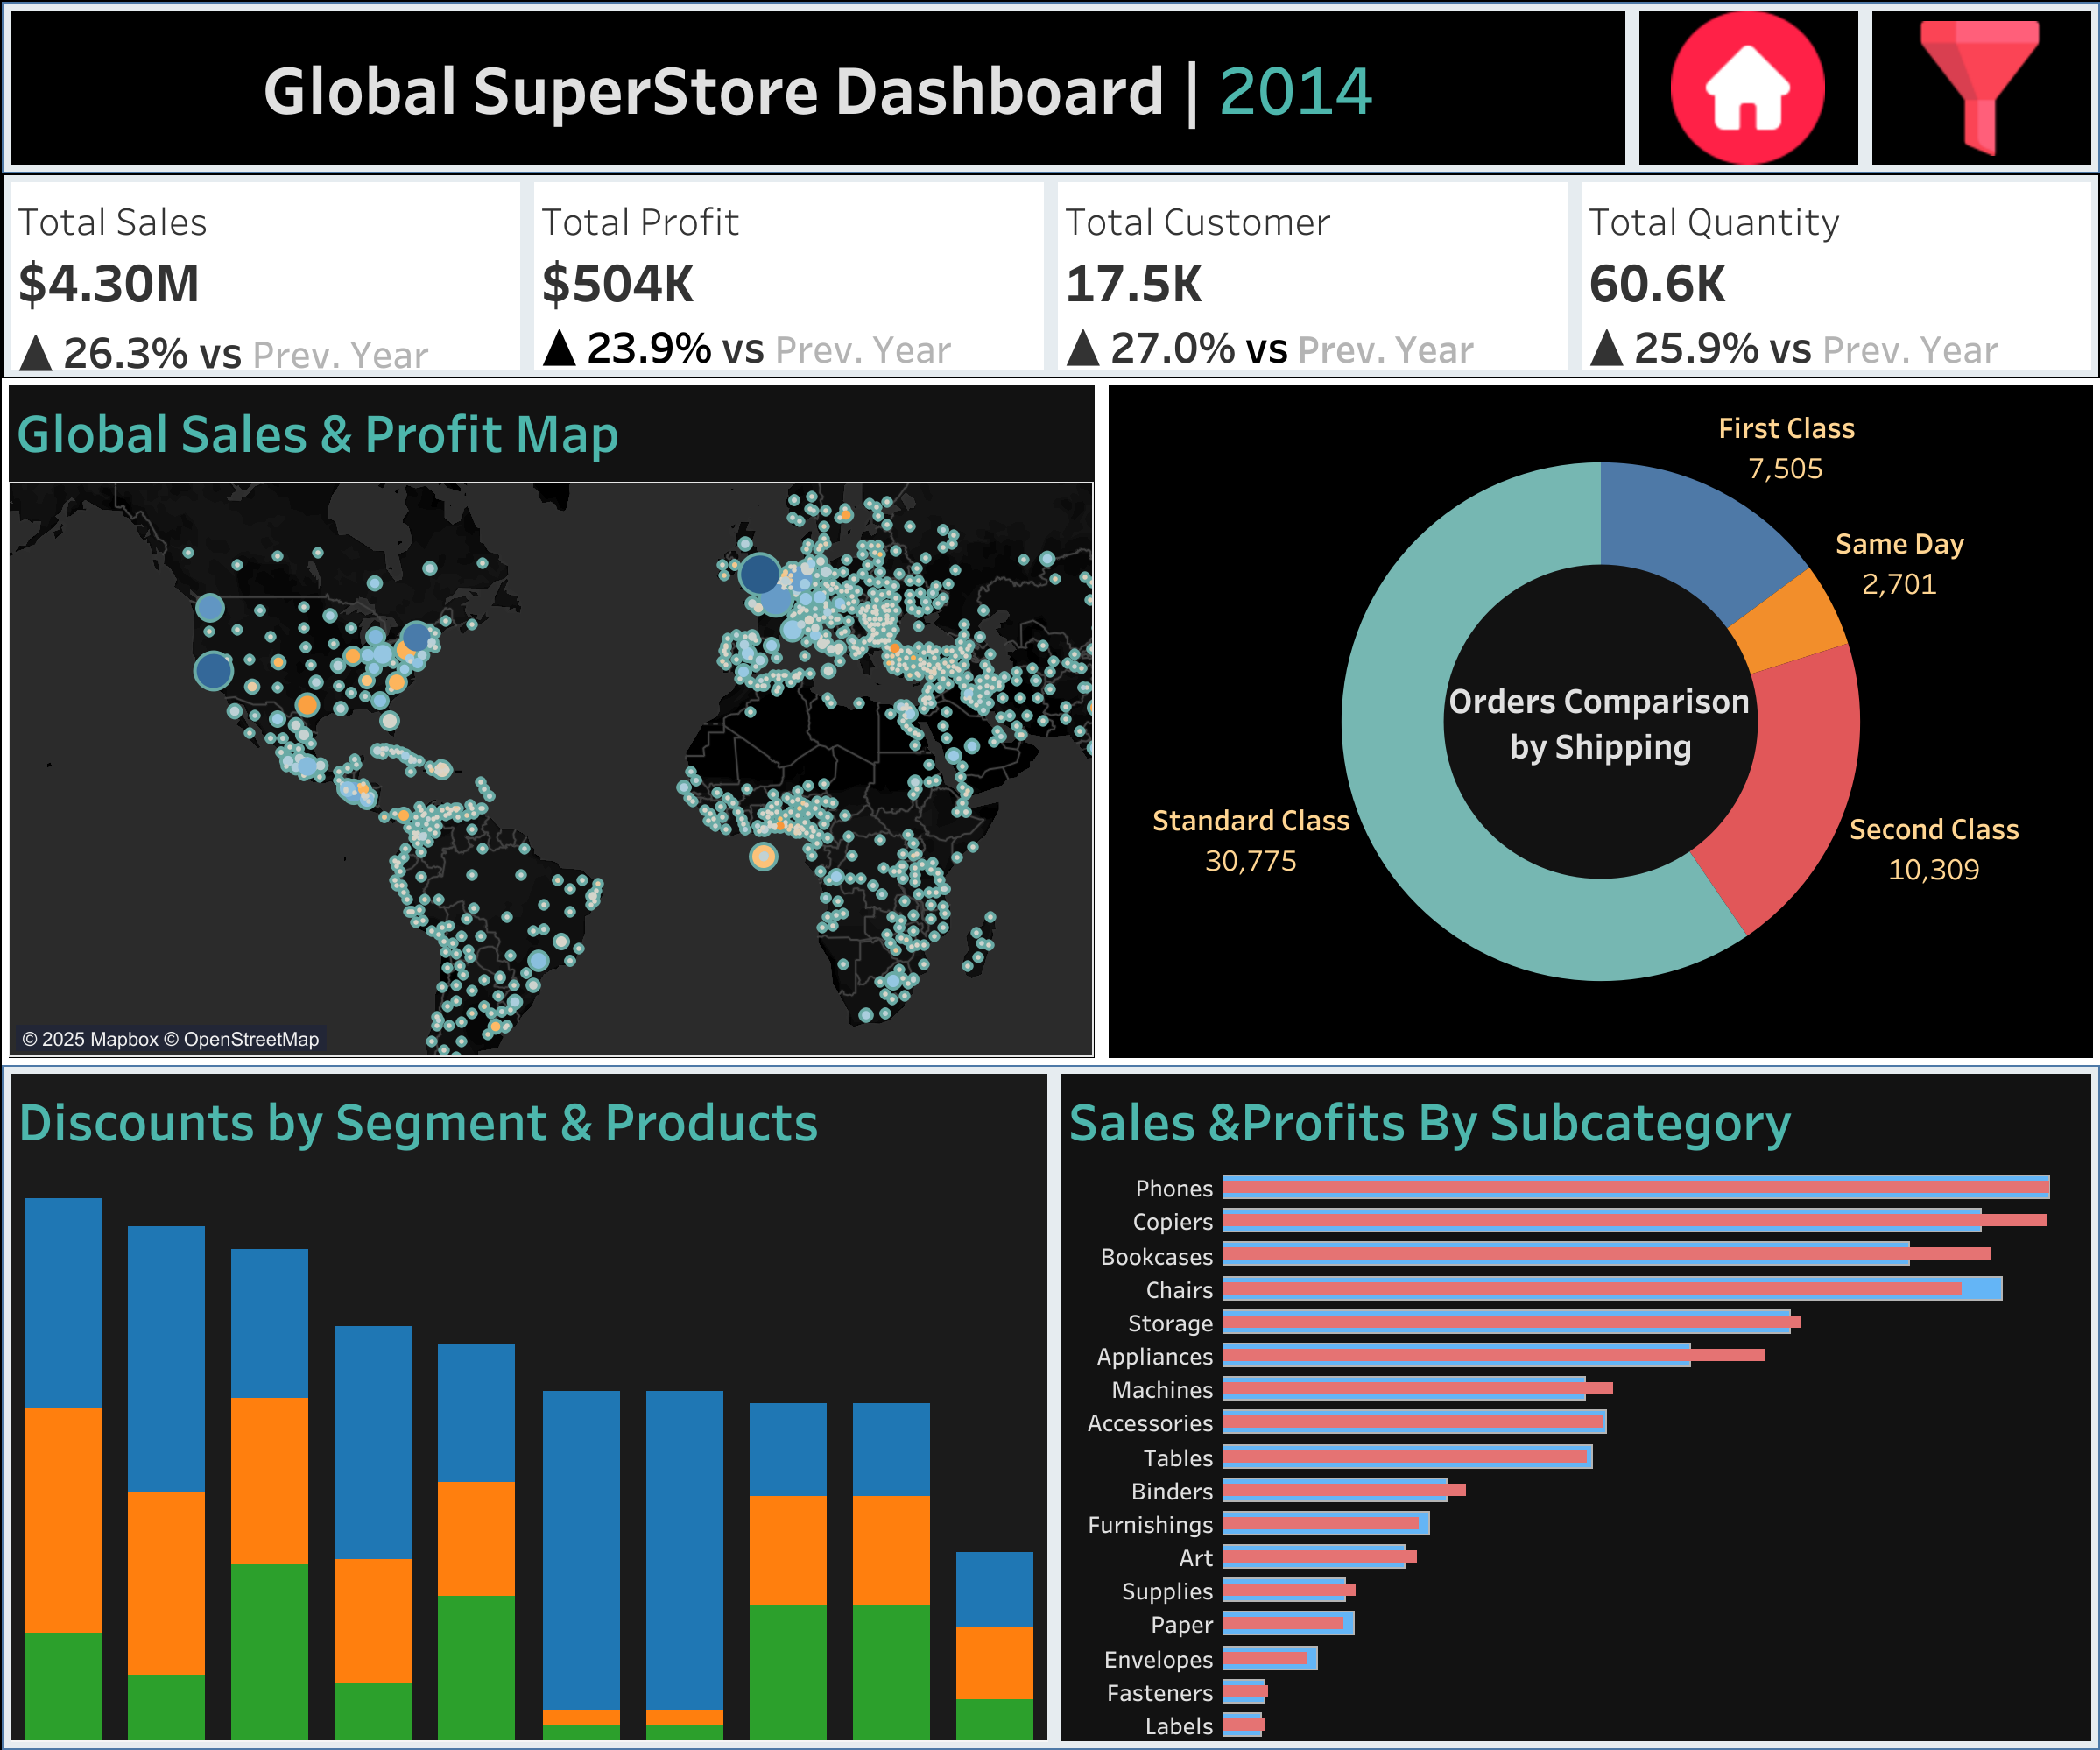 Global SuperStore Dashboard | 2014
Total Sales
$4.30M
▲ 26.3% vs Prev. Year
Total Profit
$504K
▲ 23.9% vs Prev. Year
Total Customer
17.5K
▲ 27.0% vs Prev. Year
Total Quantity
60.6K
▲ 25.9% vs Prev. Year
Global Sales & Profit Map
© 2025 Mapbox © OpenStreetMap
First Class
7,505
Same Day
2,701
Orders Comparison
by Shipping
Standard Class
30,775
Second Class
10,309
Discounts by Segment & Products
Sales &Profits By Subcategory
Phones
Copiers
Bookcases
Chairs
Storage
Appliances
Machines
Accessories
Tables
Binders
Furnishings
Art
Supplies
Paper
Envelopes
Fasteners
Labels